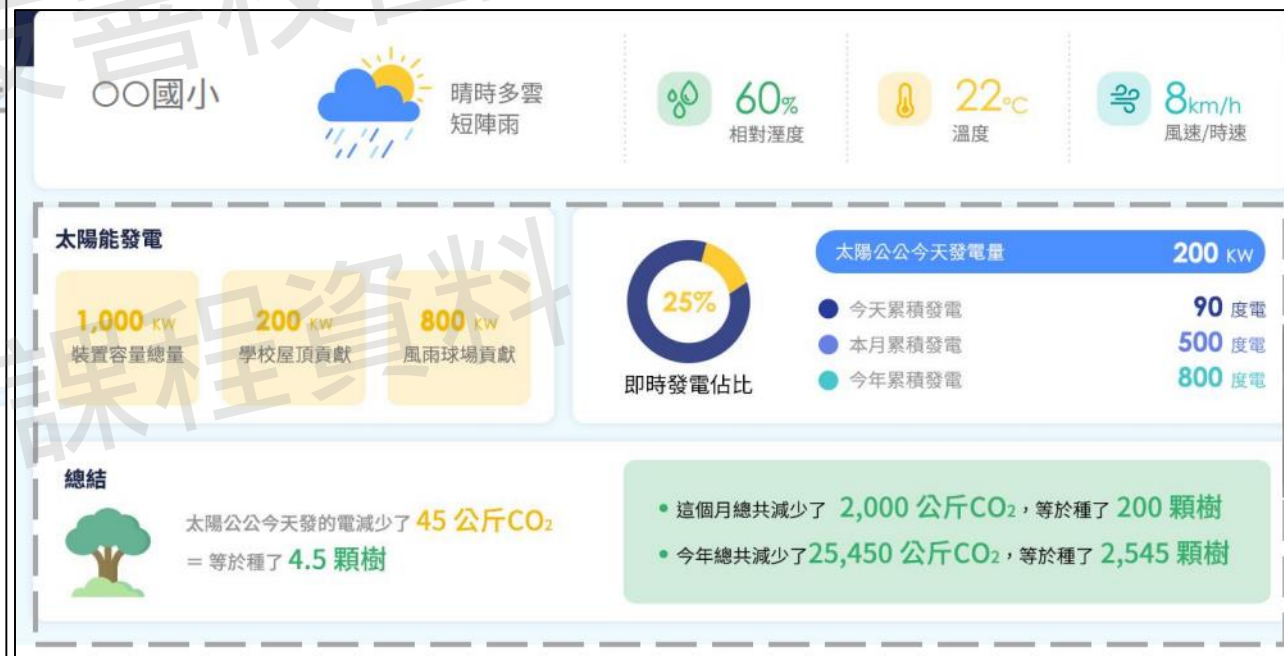 ○○國小
晴時多雲
短陣雨
60%
相對溼度
22°C
溫度
8km/h
風速/時速
太陽能發電
1,000 KW
裝置容量總量
200 KW
學校屋頂貢獻
800 KW
風雨球場貢獻
25%
即時發電佔比
太陽公公今天發電量 200 KW
今天累積發電 90 度電
本月累積發電 500 度電
今年累積發電 800 度電
總結
太陽公公今天發的電減少了 45 公斤CO₂
= 等於種了 4.5 顆樹
• 這個月總共減少了 2,000 公斤CO₂，等於種了 200 顆樹
• 今年總共減少了25,450 公斤CO₂，等於種了 2,545 顆樹
課程資料